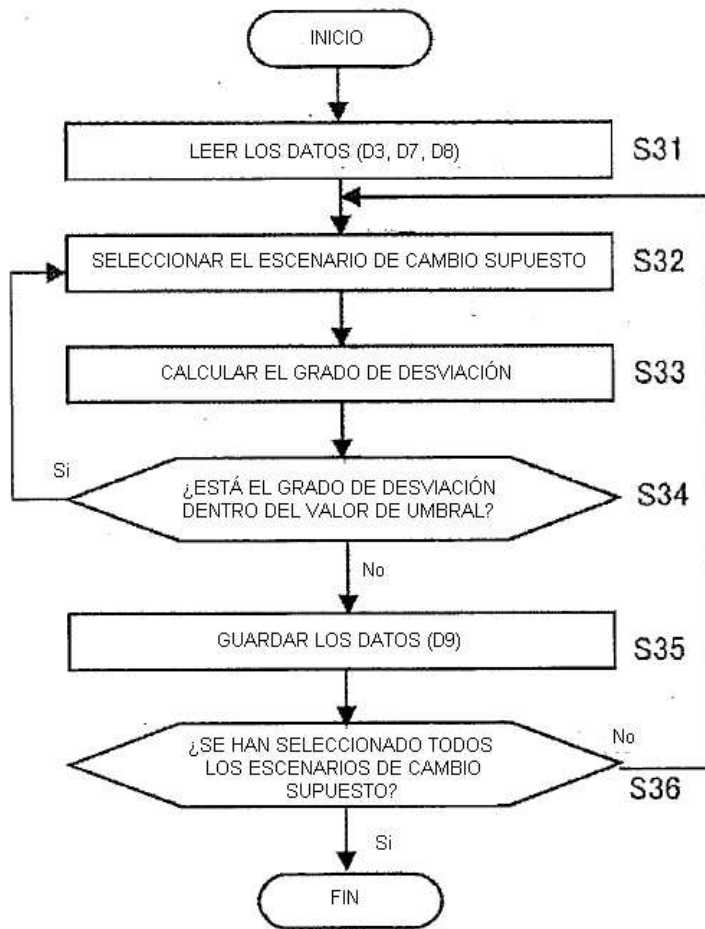 INICIO
LEER LOS DATOS (D3, D7, D8)
S31
SELECCIONAR EL ESCENARIO DE CAMBIO SUPUESTO
S32
CALCULAR EL GRADO DE DESVIACIÓN
S33
Si
¿ESTÁ EL GRADO DE DESVIACIÓN
DENTRO DEL VALOR DE UMBRAL?
S34
No
GUARDAR LOS DATOS (D9)
S35
¿SE HAN SELECCIONADO TODOS
LOS ESCENARIOS DE CAMBIO
SUPUESTO?
No
S36
Si
FIN